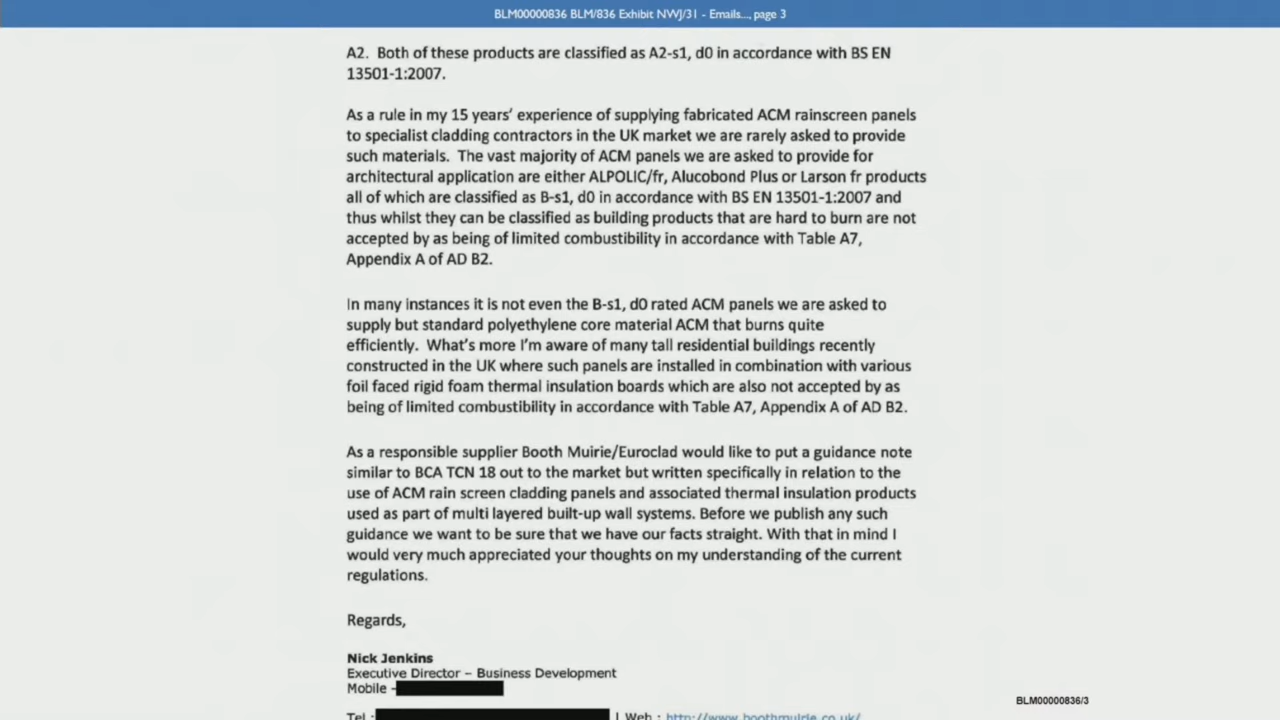 BLM00000836 BLM/836 Exhibit NWJ/31 - Emails..., page 3
A2. Both of these products are classified as A2-s1, d0 in accordance with BS EN
13501-1:2007.
As a rule in my 15 years' experience of supplying fabricated ACM rainscreen panels
to specialist cladding contractors in the UK market we are rarely asked to provide
such materials. The vast majority of ACM panels we are asked to provide for
architectural application are either ALPOLIC/fr, Alucobond Plus or Larson fr products
all of which are classified as B-s1, d0 in accordance with BS EN 13501-1:2007 and
thus whilst they can be classified as building products that are hard to burn are not
accepted by as being of limited combustibility in accordance with Table A7,
Appendix A of AD B2.
In many instances it is not even the B-s1, d0 rated ACM panels we are asked to
supply but standard polyethylene core material ACM that burns quite
efficiently. What's more I'm aware of many tall residential buildings recently
constructed in the UK where such panels are installed in combination with various
foil faced rigid foam thermal insulation boards which are also not accepted by as
being of limited combustibility in accordance with Table A7, Appendix A of AD B2.
As a responsible supplier Booth Muirie/Euroclad would like to put a guidance note
similar to BCA TCN 18 out to the market but written specifically in relation to the
use of ACM rain screen cladding panels and associated thermal insulation products
used as part of multi layered built-up wall systems. Before we publish any such
guidance we want to be sure that we have our facts straight. With that in mind I
would very much appreciated your thoughts on my understanding of the current
regulations.
Regards,
Nick Jenkins
Executive Director – Business Development
Mobile -
BLM00000836/3
Tel : | Web : http://www.boothmuirie.co.uk/